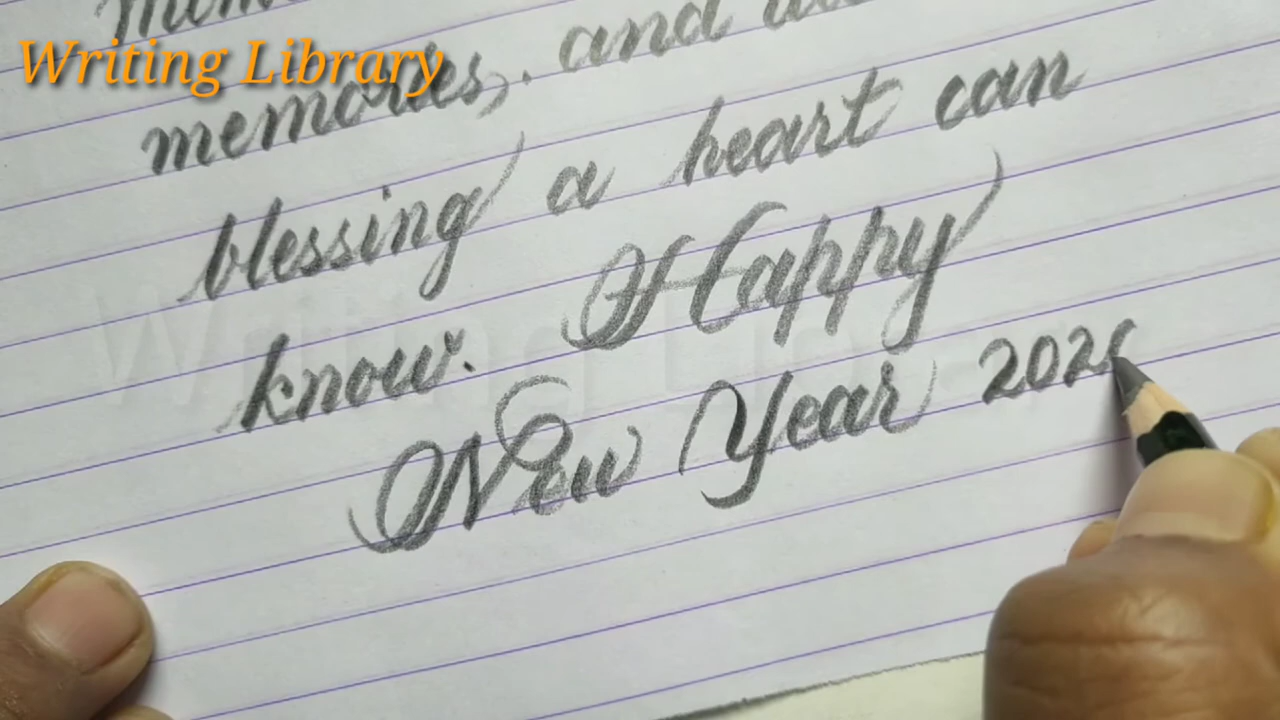 Writing Library
memories, and
blessing a heart can
know. Happy
New Year 202